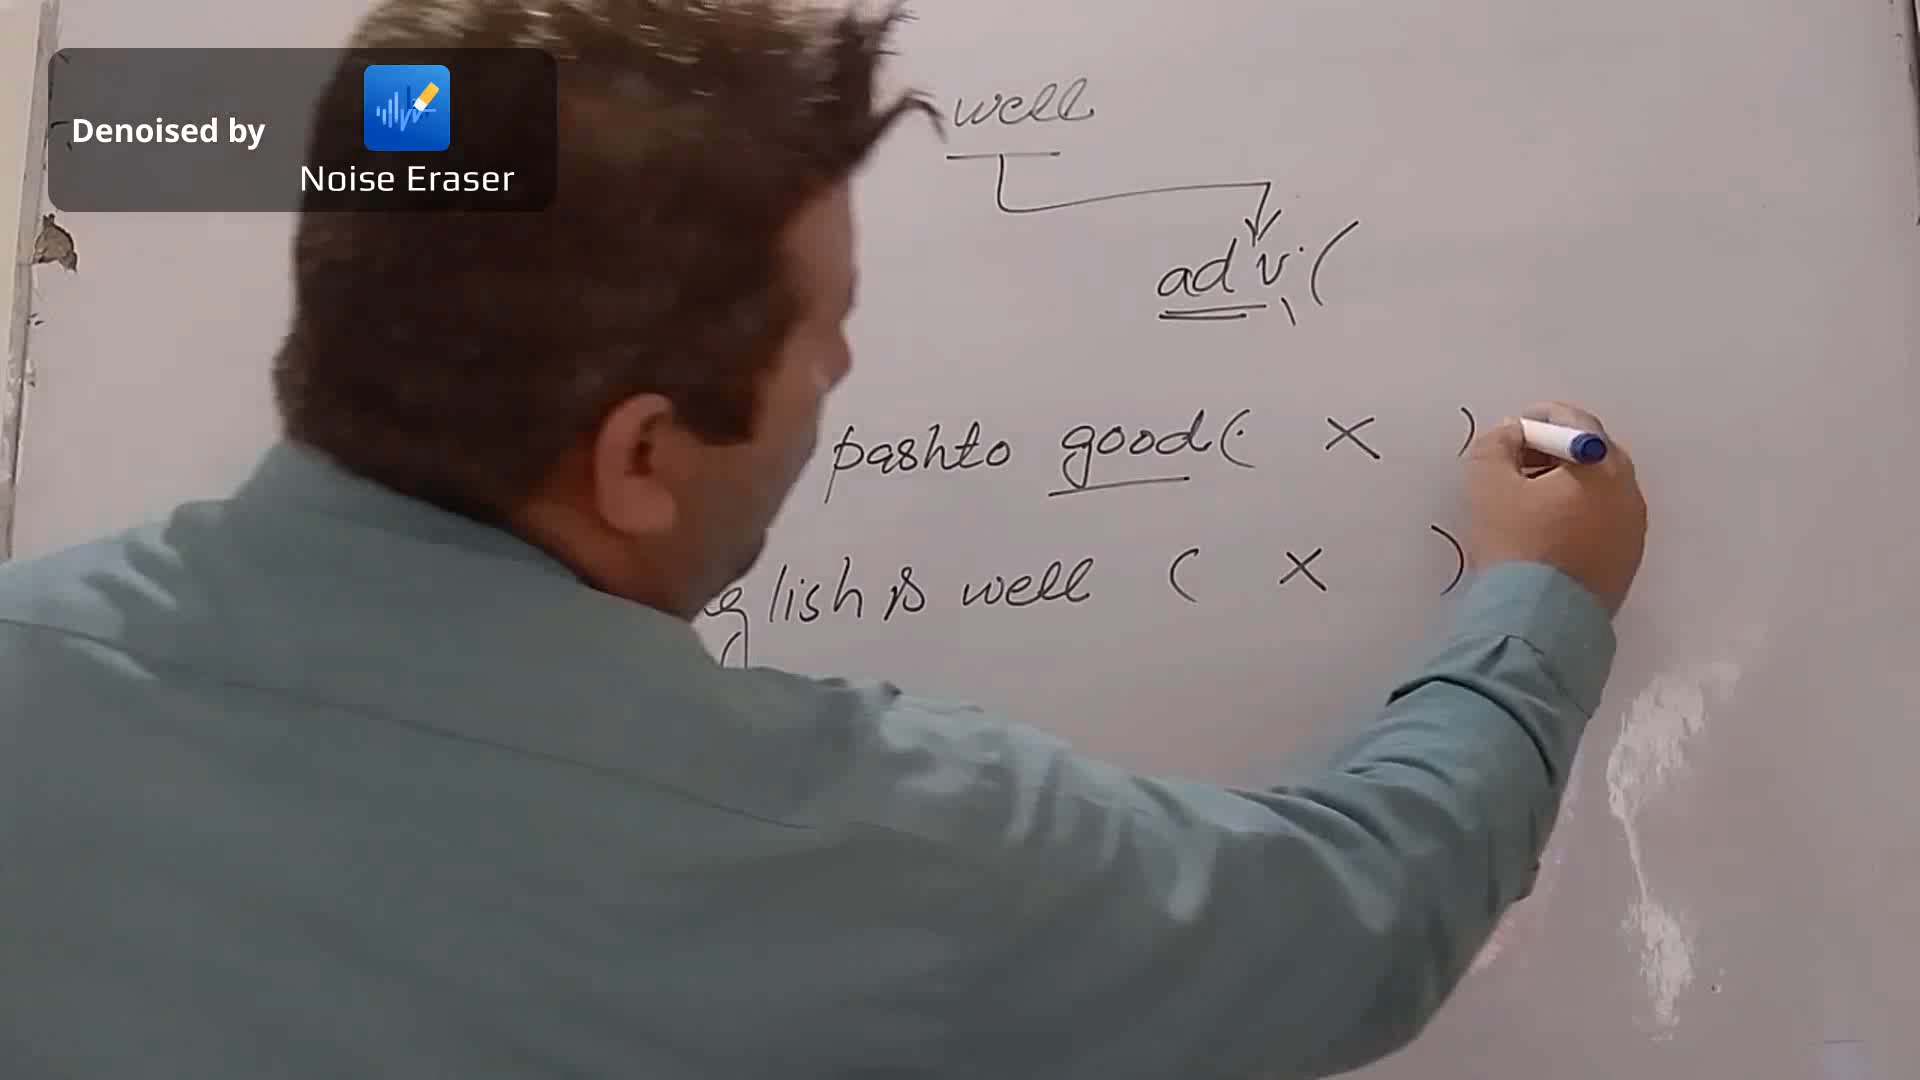 Denoised by
Noise Eraser
well
adv. (
pashto good ( × )
lish is well ( × )